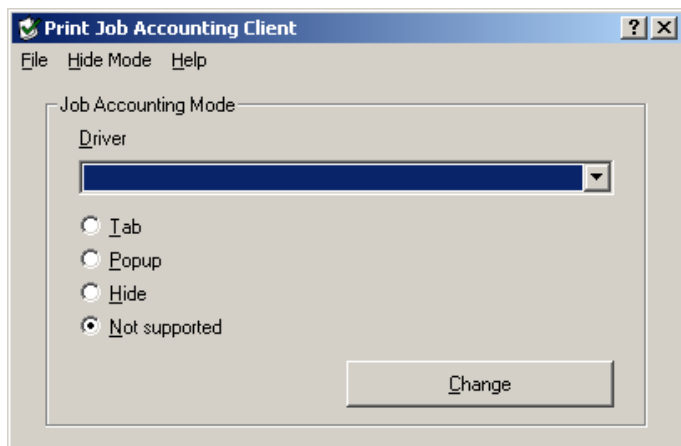 Print Job Accounting Client
File Hide Mode Help
Job Accounting Mode
Driver
Tab
Popup
Hide
Not supported
Change